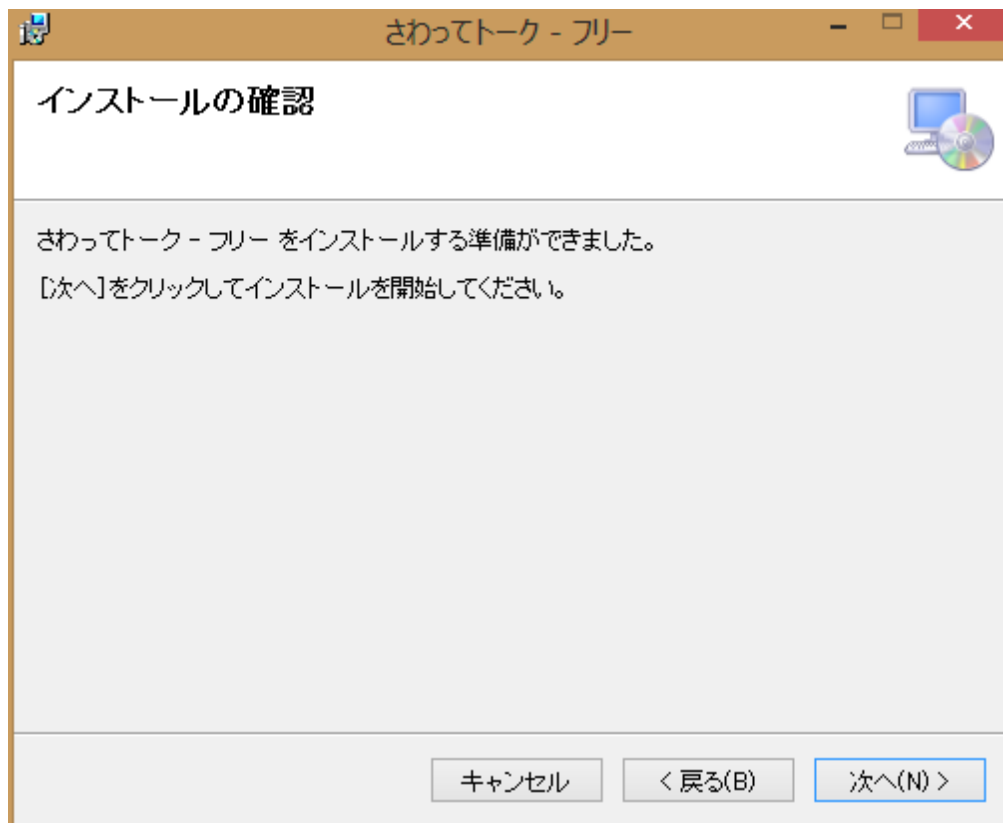 さわってトーク - フリー
インストールの確認
さわってトーク - フリー をインストールする準備ができました。
[次へ]をクリックしてインストールを開始してください。
キャンセル
< 戻る(B)
次へ(N) >